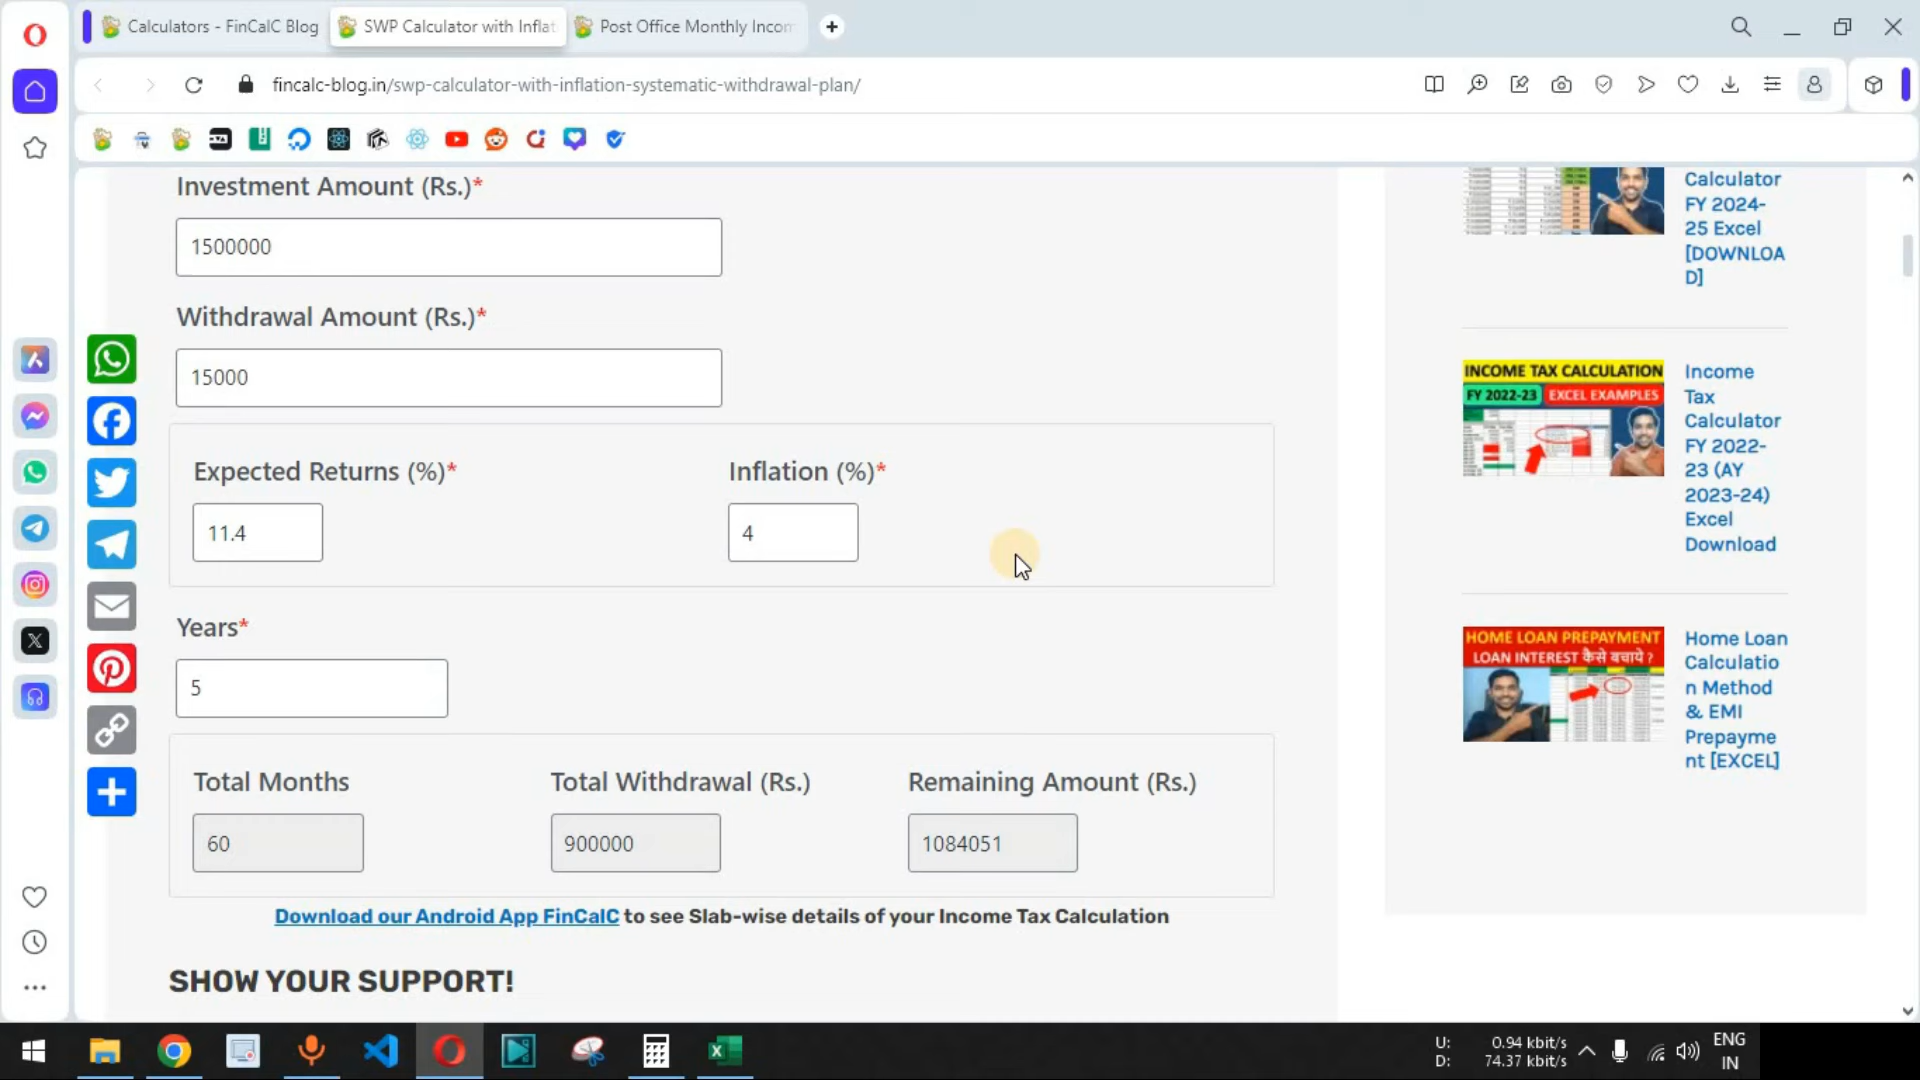 Calculators - FinCalC Blog
SWP Calculator with Inflat
Post Office Monthly Incom
fincalc-blog.in/swp-calculator-with-inflation-systematic-withdrawal-plan/
Investment Amount (Rs.)*
1500000
Withdrawal Amount (Rs.)*
15000
Expected Returns (%)*
Inflation (%)*
11.4
4
Years*
5
Total Months
Total Withdrawal (Rs.)
Remaining Amount (Rs.)
60
900000
1084051
Download our Android App FinCalC to see Slab-wise details of your Income Tax Calculation
SHOW YOUR SUPPORT!
Calculator
FY 2024-
25 Excel
[DOWNLOA
D]
INCOME TAX CALCULATION
FY 2022-23 EXCEL EXAMPLES
Income
Tax
Calculator
FY 2022-
23 (AY
2023-24)
Excel
Download
HOME LOAN PREPAYMENT
LOAN INTEREST कैसे बचाये ?
Home Loan
Calculatio
n Method
& EMI
Prepayme
nt [EXCEL]
U: 0.94 kbit/s
D: 74.37 kbit/s
ENG
IN